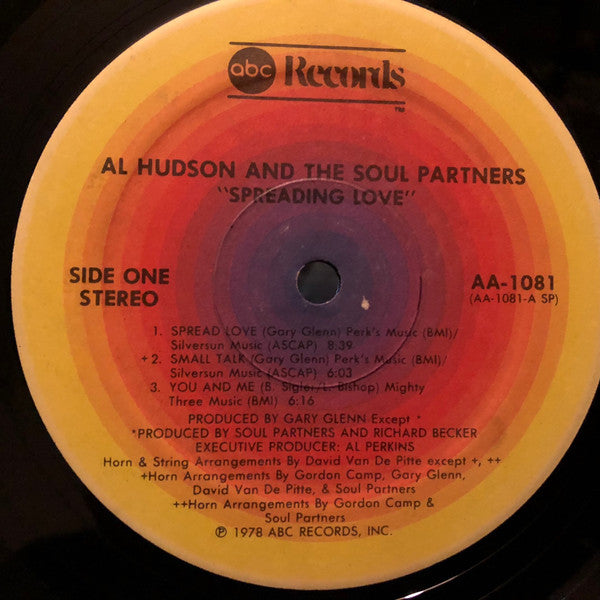 abc Records
TM
AL HUDSON AND THE SOUL PARTNERS
"SPREADING LOVE"
SIDE ONE
STEREO
AA-1081
(AA-1081-A SP)
1. SPREAD LOVE (Gary Glenn) Perk's Music (BMI)/
Silversun Music (ASCAP) 8:39
+2. SMALL TALK (Gary Glenn) Perk's Music (BMI)/
Silversun Music (ASCAP) 6:03
3. YOU AND ME (B. Sigler/L. Bishop) Mighty
Three Music (BMI) 6:16
PRODUCED BY GARY GLENN Except *
*PRODUCED BY SOUL PARTNERS AND RICHARD BECKER
EXECUTIVE PRODUCER: AL PERKINS
Horn & String Arrangements By David Van De Pitte except +, ++
+Horn Arrangements By Gordon Camp, Gary Glenn,
David Van De Pitte, & Soul Partners
++Horn Arrangements By Gordon Camp &
Soul Partners
℗ 1978 ABC RECORDS, INC.